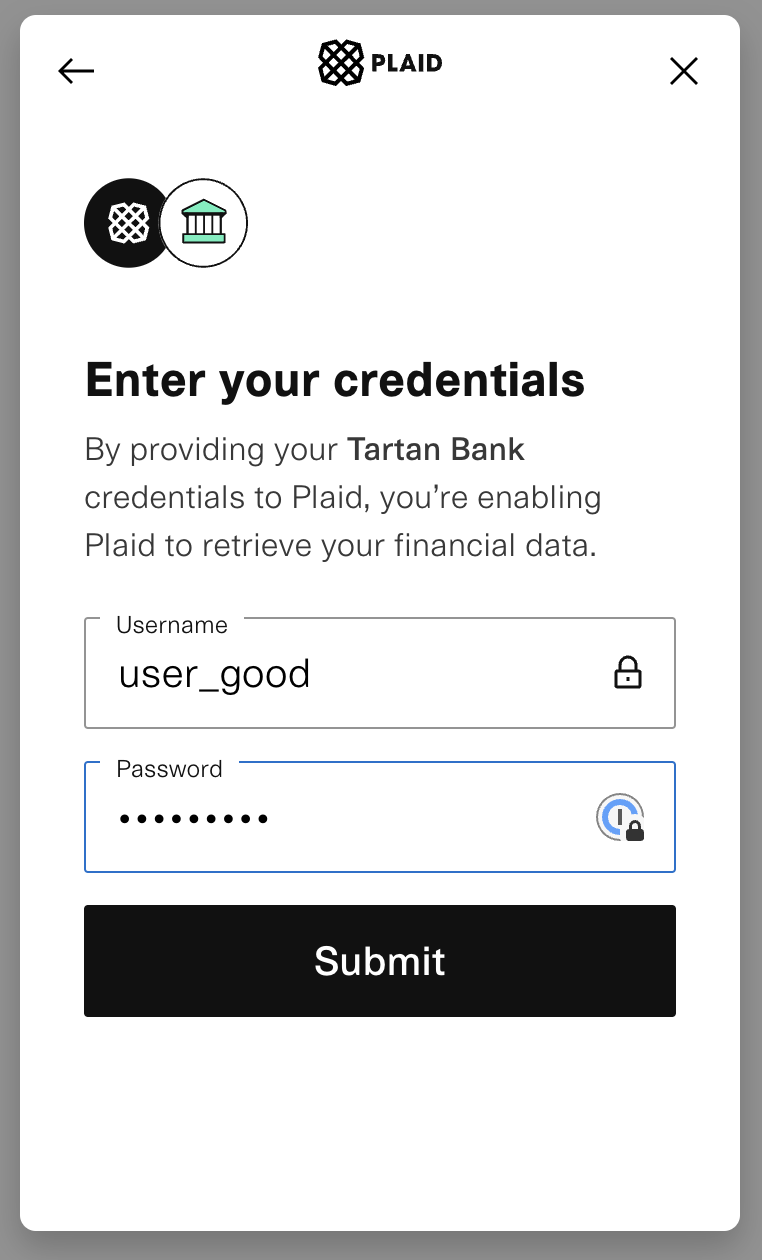 PLAID
Enter your credentials
By providing your Tartan Bank
credentials to Plaid, you’re enabling
Plaid to retrieve your financial data.
Username
user_good
Password
•••••••••
Submit